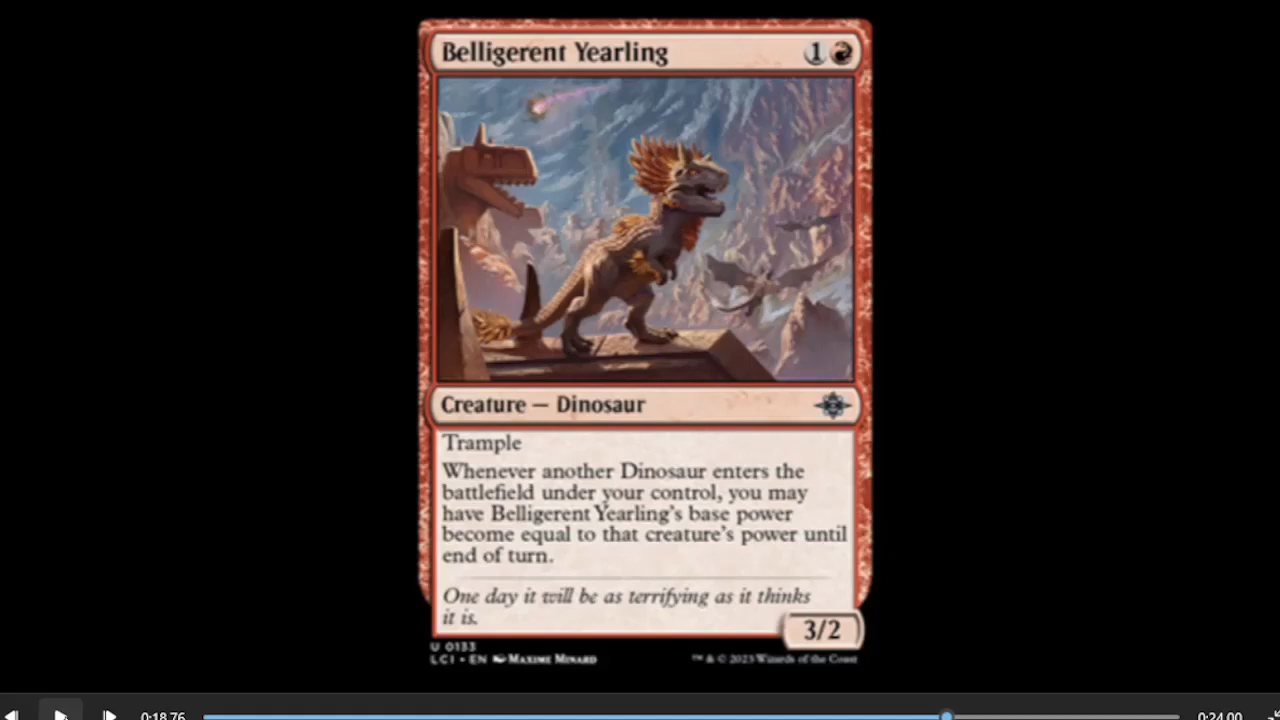 Belligerent Yearling 1
Creature — Dinosaur
Trample
Whenever another Dinosaur enters the
battlefield under your control, you may
have Belligerent Yearling's base power
become equal to that creature's power until
end of turn.
One day it will be as terrifying as it thinks
it is.
3/2
U 0133
LCI • EN Maxime Minard ™ & © 2023 Wizards of the Coast
0:18.76 0:24.00